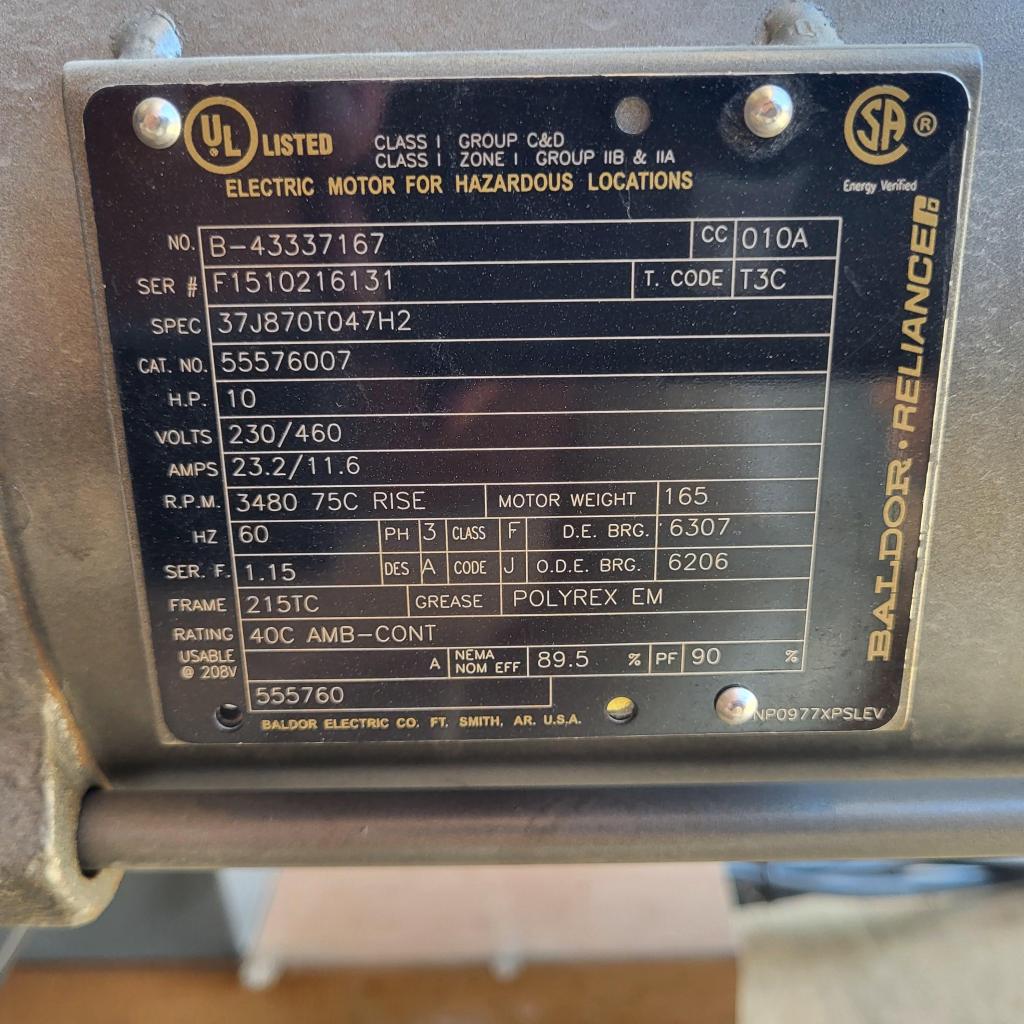 UL® LISTED
CLASS I GROUP C&D
CLASS I ZONE I GROUP IIB & IIA
ELECTRIC MOTOR FOR HAZARDOUS LOCATIONS
SA ®
Energy Verified
NO. B-43337167 CC 010A
SER # F1510216131 T. CODE T3C
SPEC 37J870T047H2
CAT. NO. 55576007
H.P. 10
VOLTS 230/460
AMPS 23.2/11.6
R.P.M. 3480 75C RISE MOTOR WEIGHT 165
HZ 60 PH 3 CLASS F D.E. BRG. 6307
SER. F. 1.15 DES A CODE J O.D.E. BRG. 6206
FRAME 215TC GREASE POLYREX EM
RATING 40C AMB-CONT
USABLE @ 208V A NEMA NOM EFF 89.5 % PF 90 %
555760
BALDOR ELECTRIC CO. FT. SMITH, AR. U.S.A.
NP0977XPSLEV
BALDOR · RELIANCE